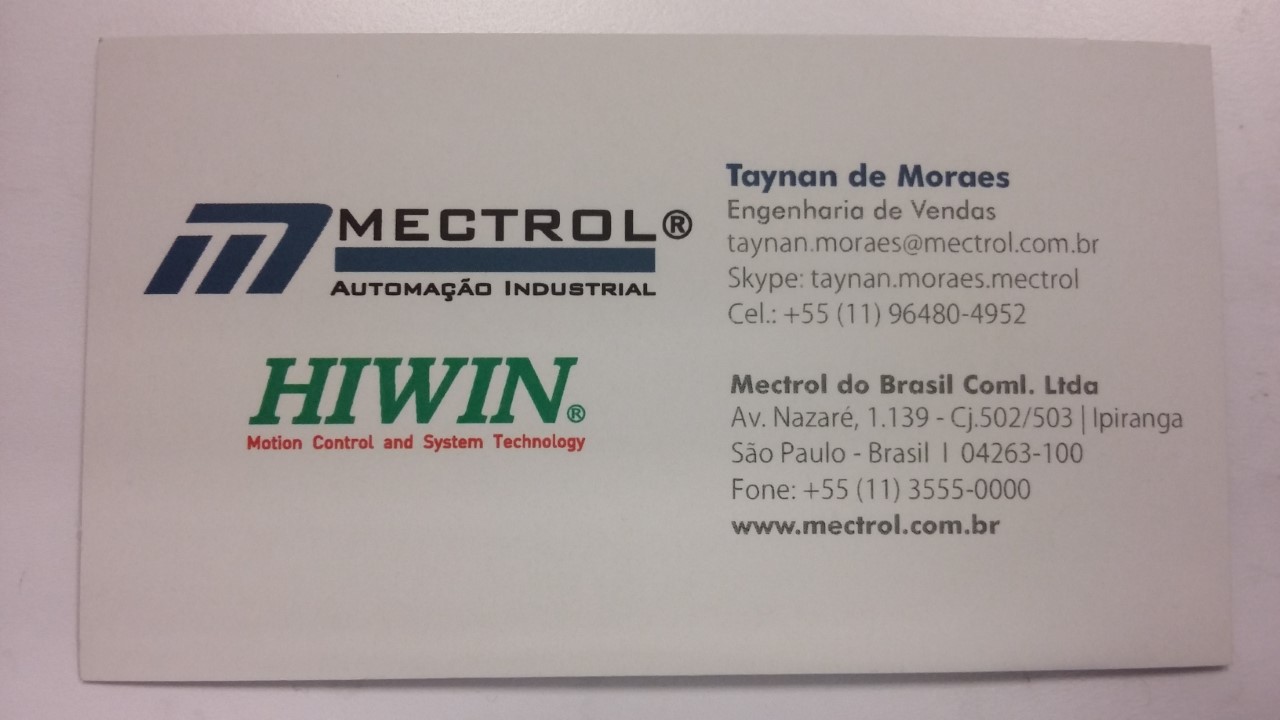 MECTROL®
AUTOMAÇÃO INDUSTRIAL
HIWIN®
Motion Control and System Technology
Taynan de Moraes
Engenharia de Vendas
taynan.moraes@mectrol.com.br
Skype: taynan.moraes.mectrol
Cel.: +55 (11) 96480-4952
Mectrol do Brasil Coml. Ltda
Av. Nazaré, 1.139 - Cj.502/503 | Ipiranga
São Paulo - Brasil I 04263-100
Fone: +55 (11) 3555-0000
www.mectrol.com.br